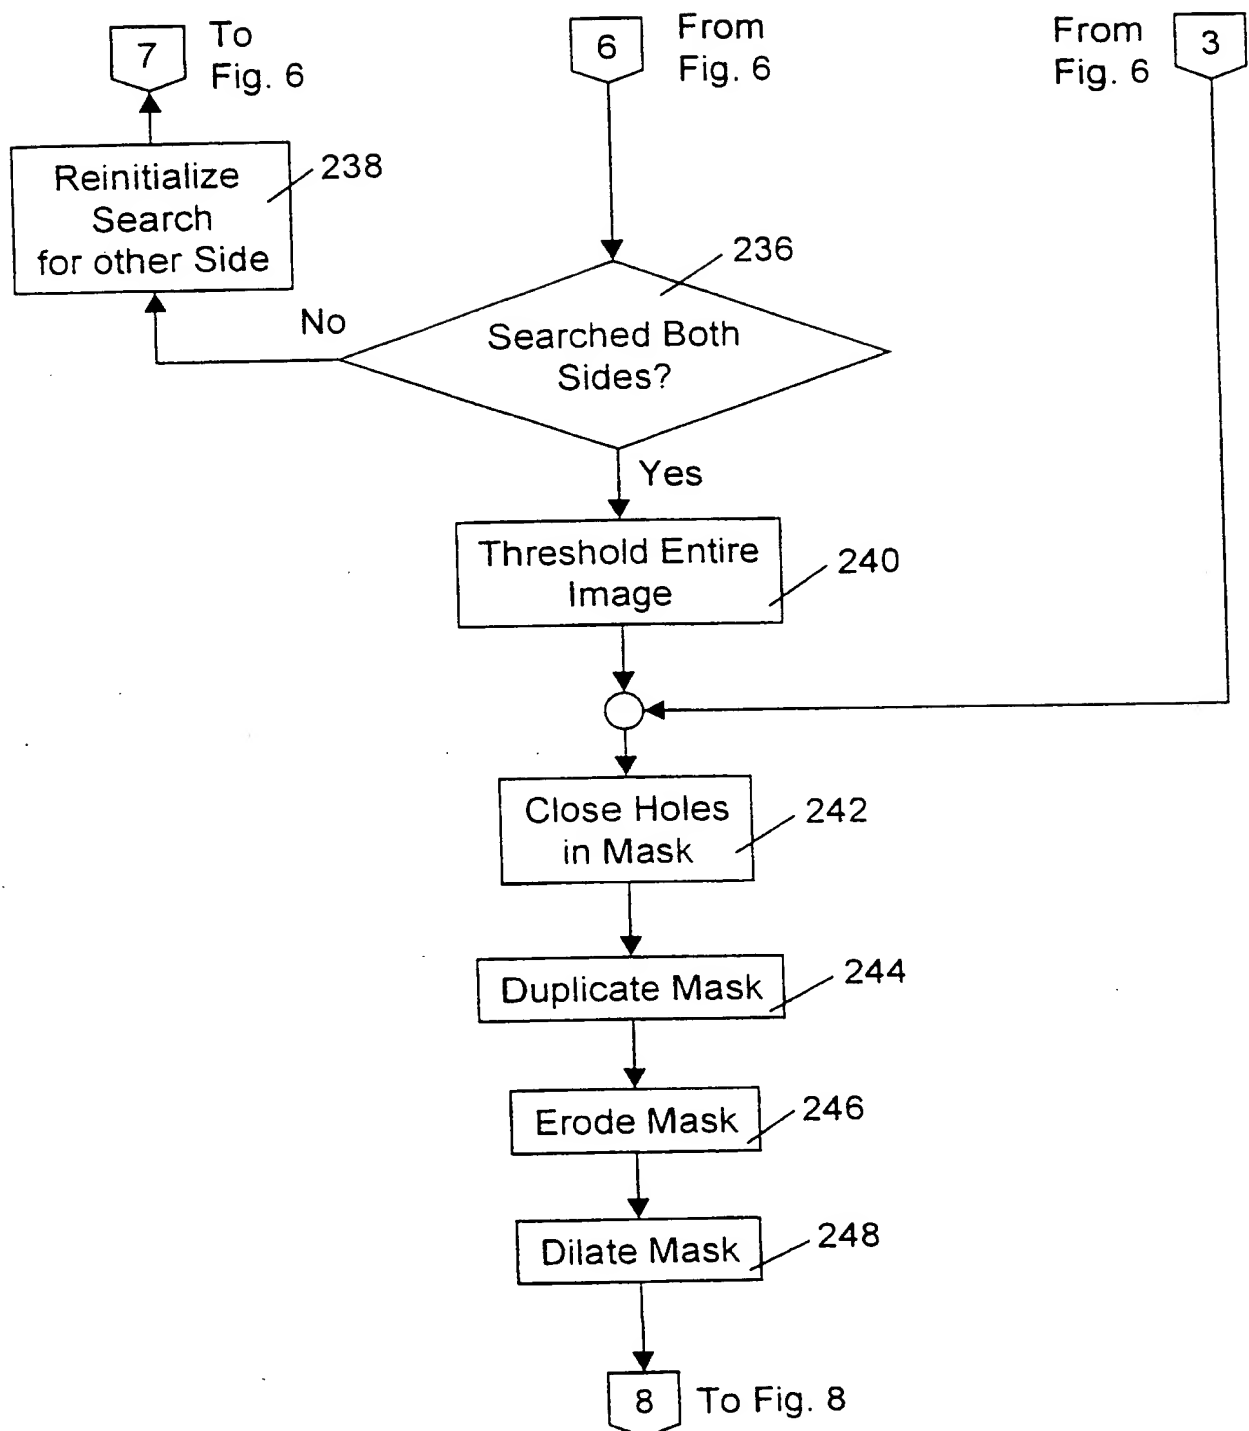 7
To
Fig. 6
6
From
Fig. 6
From
Fig. 6
3
Reinitialize
Search
for other Side
238
236
No
Searched Both
Sides?
Yes
Threshold Entire
Image
240
Close Holes
in Mask
242
Duplicate Mask
244
Erode Mask
246
Dilate Mask
248
8
To Fig. 8